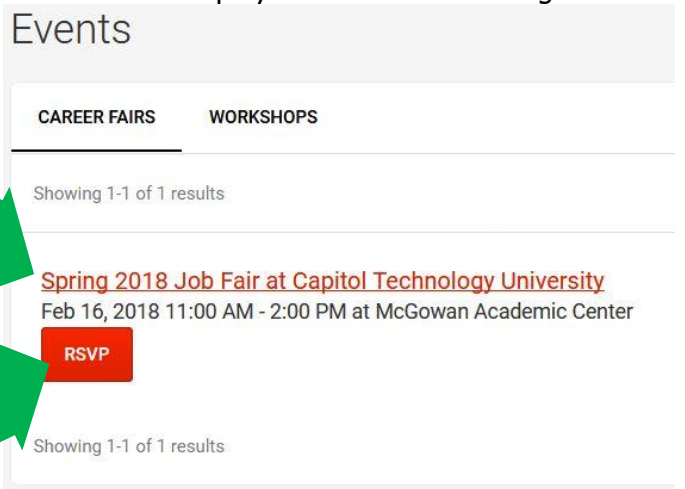 Events
CAREER FAIRS WORKSHOPS
Showing 1-1 of 1 results
Spring 2018 Job Fair at Capitol Technology University
Feb 16, 2018 11:00 AM - 2:00 PM at McGowan Academic Center
RSVP
Showing 1-1 of 1 results